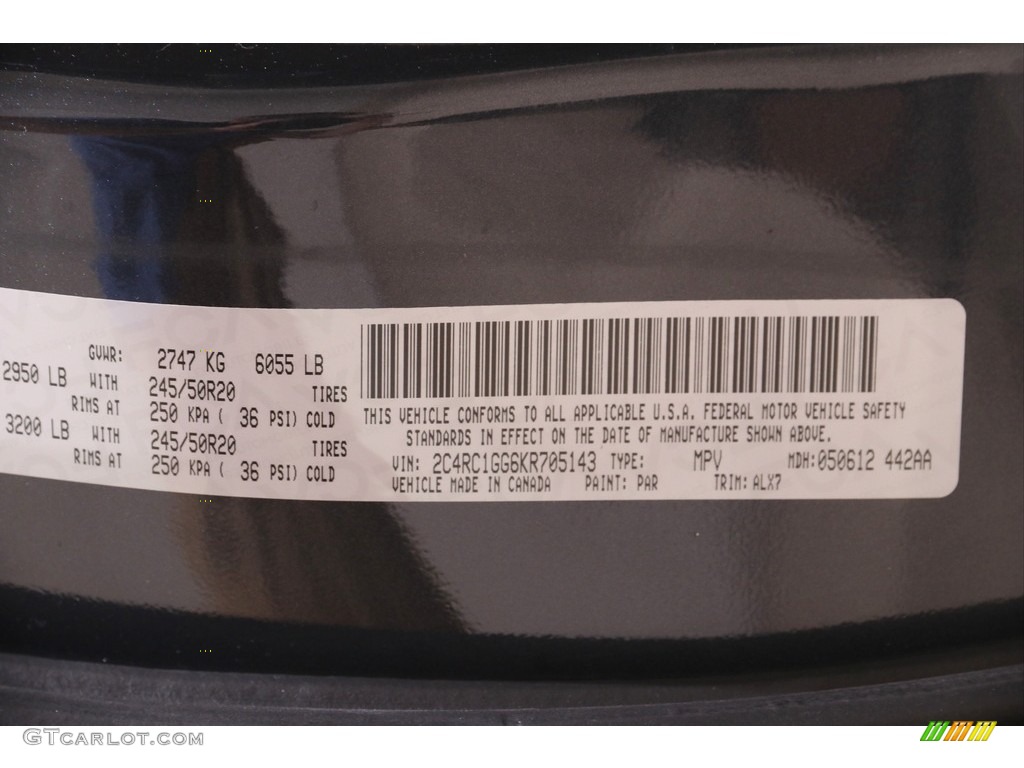 GVWR: 2747 KG 6055 LB
2950 LB WITH 245/50R20 TIRES
RIMS AT 250 KPA ( 36 PSI) COLD
3200 LB WITH 245/50R20 TIRES
RIMS AT 250 KPA ( 36 PSI) COLD
THIS VEHICLE CONFORMS TO ALL APPLICABLE U.S.A. FEDERAL MOTOR VEHICLE SAFETY
STANDARDS IN EFFECT ON THE DATE OF MANUFACTURE SHOWN ABOVE.
VIN: 2C4RC1GG6KR705143 TYPE: MPV MDH:050612 442AA
VEHICLE MADE IN CANADA PAINT: PAR TRIM: ALX7
GTCARLOT.COM